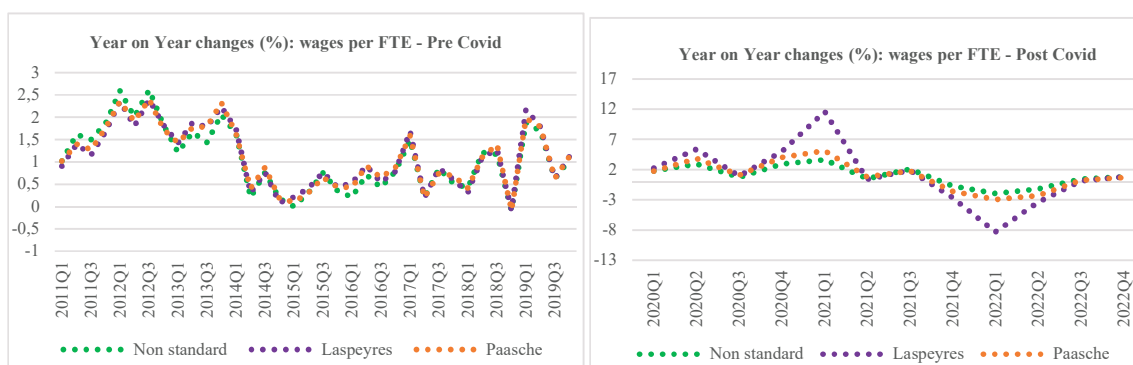 Year on Year changes (%): wages per FTE - Pre Covid
3
2,5
2
1,5
1
0,5
0
-0,5
-1
2011Q1
2011Q3
2012Q1
2012Q3
2013Q1
2013Q3
2014Q1
2014Q3
2015Q1
2015Q3
2016Q1
2016Q3
2017Q1
2017Q3
2018Q1
2018Q3
2019Q1
2019Q3
Non standard
Laspeyres
Paasche
Year on Year changes (%): wages per FTE - Post Covid
17
12
7
2
-3
-8
-13
2020Q1
2020Q2
2020Q3
2020Q4
2021Q1
2021Q2
2021Q3
2021Q4
2022Q1
2022Q2
2022Q3
2022Q4
Non standard
Laspeyres
Paasche